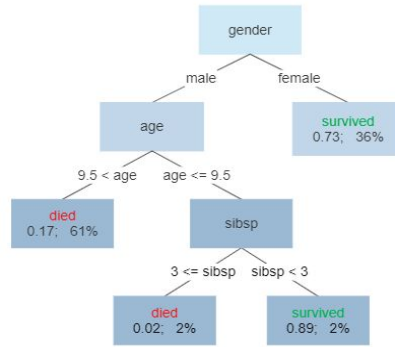 gender
male
female
age
survived
0.73; 36%
9.5 < age
age <= 9.5
died
0.17; 61%
sibsp
3 <= sibsp
sibsp < 3
died
0.02; 2%
survived
0.89; 2%